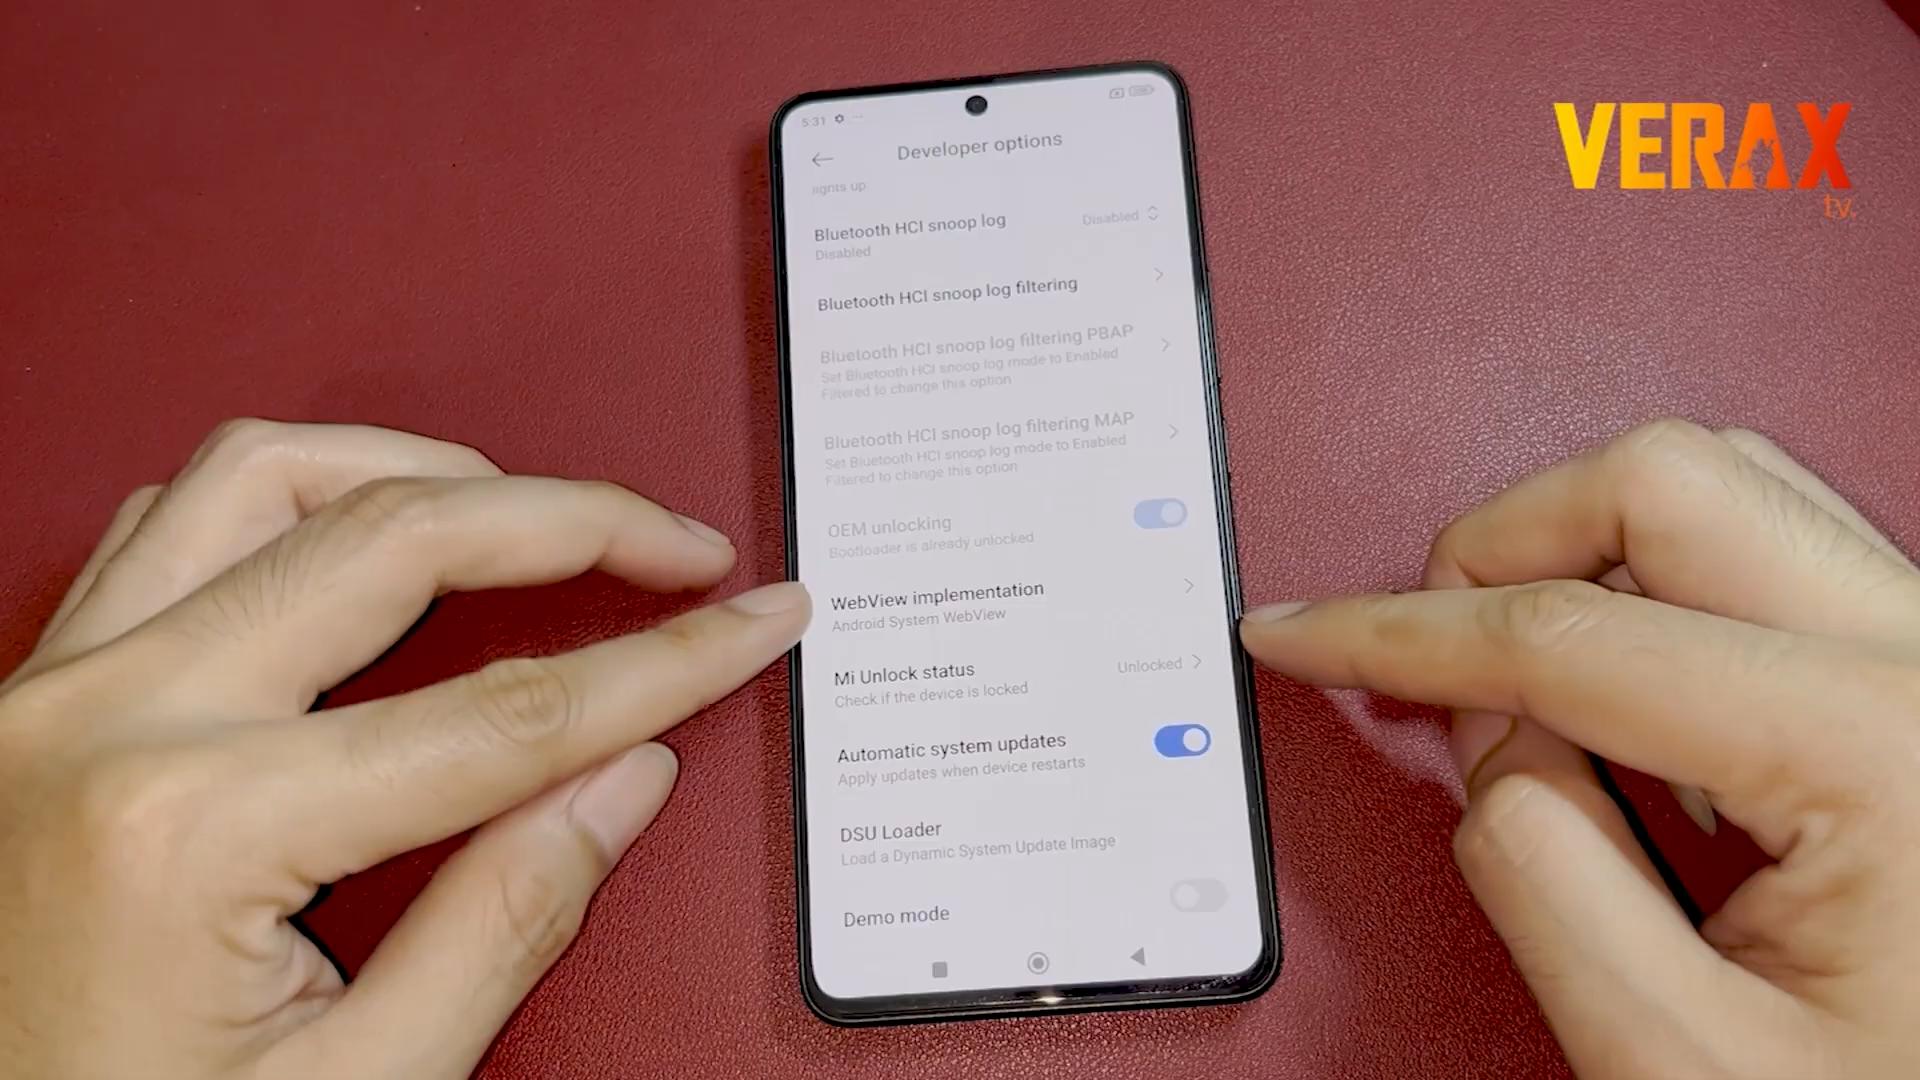 VERAX
tv.
5:31
Developer options
lights up
Bluetooth HCI snoop log
Disabled
Disabled
Bluetooth HCI snoop log filtering
Bluetooth HCI snoop log filtering PBAP
Set Bluetooth HCI snoop log mode to Enabled
Filtered to change this option
Bluetooth HCI snoop log filtering MAP
Set Bluetooth HCI snoop log mode to Enabled
Filtered to change this option
OEM unlocking
Bootloader is already unlocked
WebView implementation
Android System WebView
Mi Unlock status
Unlocked
Check if the device is locked
Automatic system updates
Apply updates when device restarts
DSU Loader
Load a Dynamic System Update Image
Demo mode